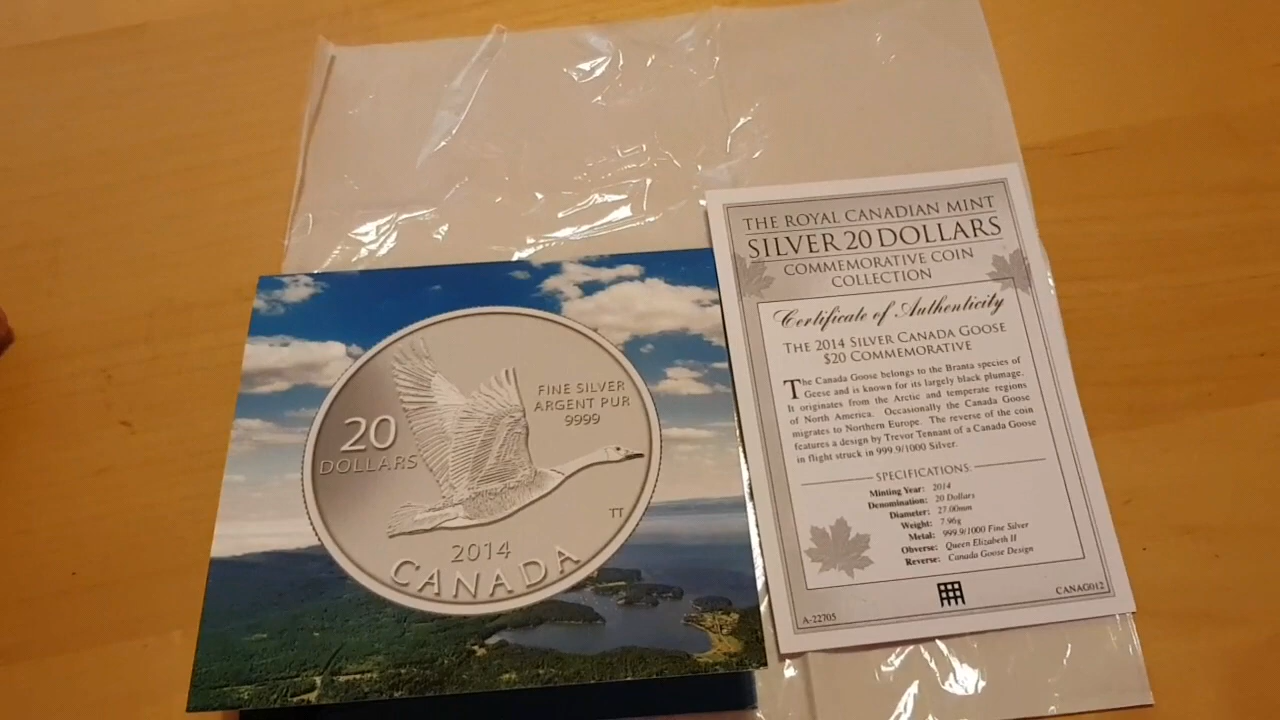 20
DOLLARS
FINE SILVER
ARGENT PUR
9999
TT
2014
CANADA
THE ROYAL CANADIAN MINT
SILVER 20 DOLLARS
COMMEMORATIVE COIN
COLLECTION
Certificate of Authenticity
THE 2014 SILVER CANADA GOOSE
$20 COMMEMORATIVE
The Canada Goose belongs to the Branta species of
Geese and is known for its largely black plumage.
It originates from the Arctic and temperate regions
of North America. Occasionally the Canada Goose
migrates to Northern Europe. The reverse of the coin
features a design by Trevor Tennant of a Canada Goose
in flight struck in 999.9/1000 Silver.
SPECIFICATIONS:
Minting Year: 2014
Denomination: 20 Dollars
Diameter: 27.00mm
Weight: 7.96g
Metal: 999.9/1000 Fine Silver
Obverse: Queen Elizabeth II
Reverse: Canada Goose Design
A-22705
CANAG012